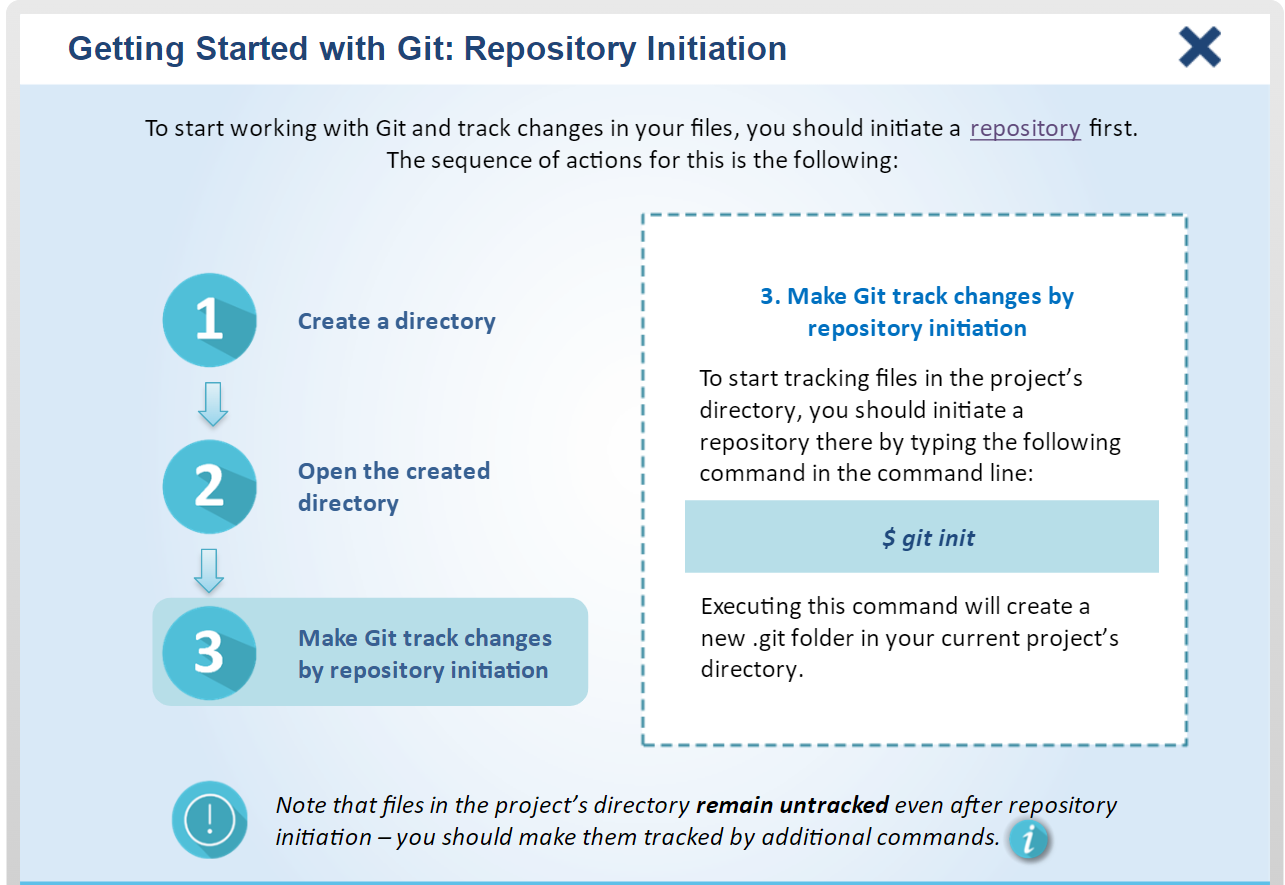 Getting Started with Git: Repository Initiation
To start working with Git and track changes in your files, you should initiate a repository first.
The sequence of actions for this is the following:
1
Create a directory
2
Open the created
directory
3
Make Git track changes
by repository initiation
3. Make Git track changes by
repository initiation
To start tracking files in the project’s
directory, you should initiate a
repository there by typing the following
command in the command line:
$ git init
Executing this command will create a
new .git folder in your current project’s
directory.
!
Note that files in the project’s directory remain untracked even after repository
initiation – you should make them tracked by additional commands.
i